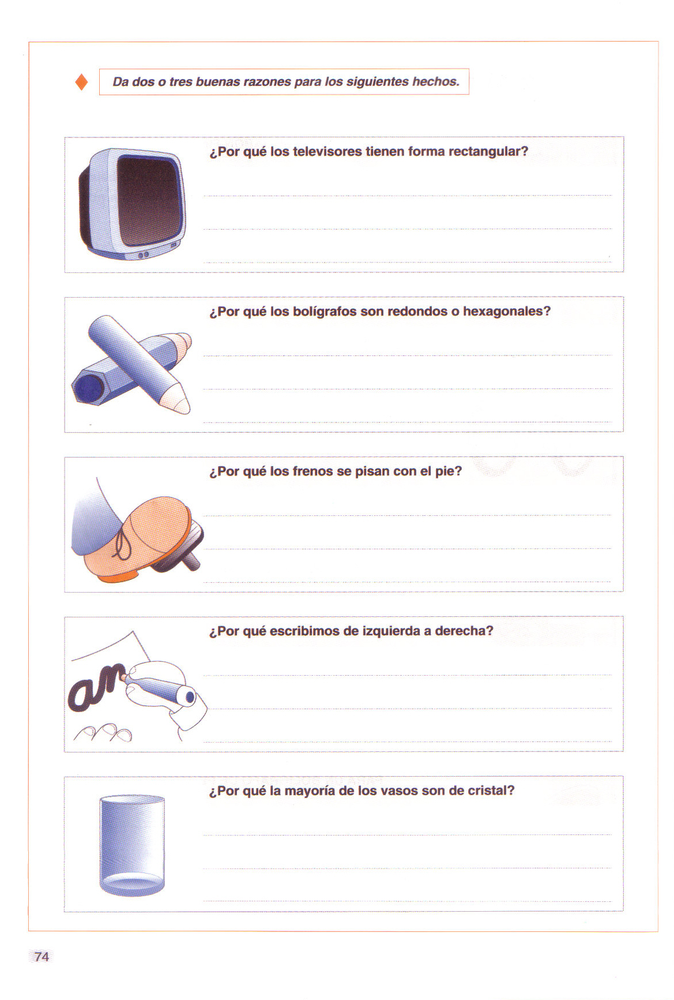 Da dos o tres buenas razones para los siguientes hechos.
¿Por qué los televisores tienen forma rectangular?
¿Por qué los bolígrafos son redondos o hexagonales?
¿Por qué los frenos se pisan con el pie?
¿Por qué escribimos de izquierda a derecha?
an
¿Por qué la mayoría de los vasos son de cristal?
74